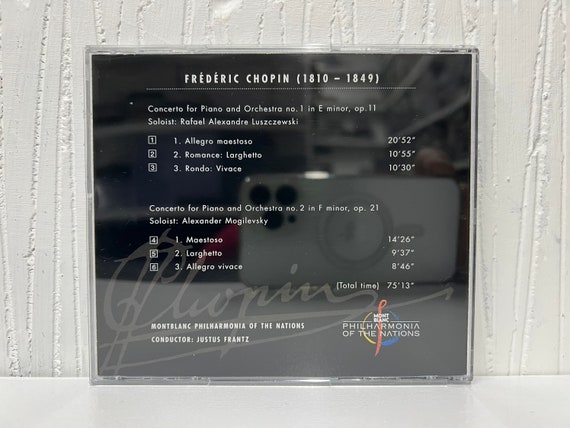 FRÉDÉRIC CHOPIN (1810 – 1849)
Concerto for Piano and Orchestra no. 1 in E minor, op. 11
Soloist: Rafael Alexandre Luszczewski
1 1. Allegro maestoso 20'52"
2 2. Romance: Larghetto 10'55"
3 3. Rondo: Vivace 10'30"
Concerto for Piano and Orchestra no. 2 in F minor, op. 21
Soloist: Alexander Mogilevsky
4 1. Maestoso 14'26"
5 2. Larghetto 9'37"
6 3. Allegro vivace 8'46"
(Total time) 75'13"
Chopin
MONTBLANC PHILHARMONIA OF THE NATIONS
CONDUCTOR: JUSTUS FRANTZ
MONT
BLANC
PHILHARMONIA
OF THE NATIONS